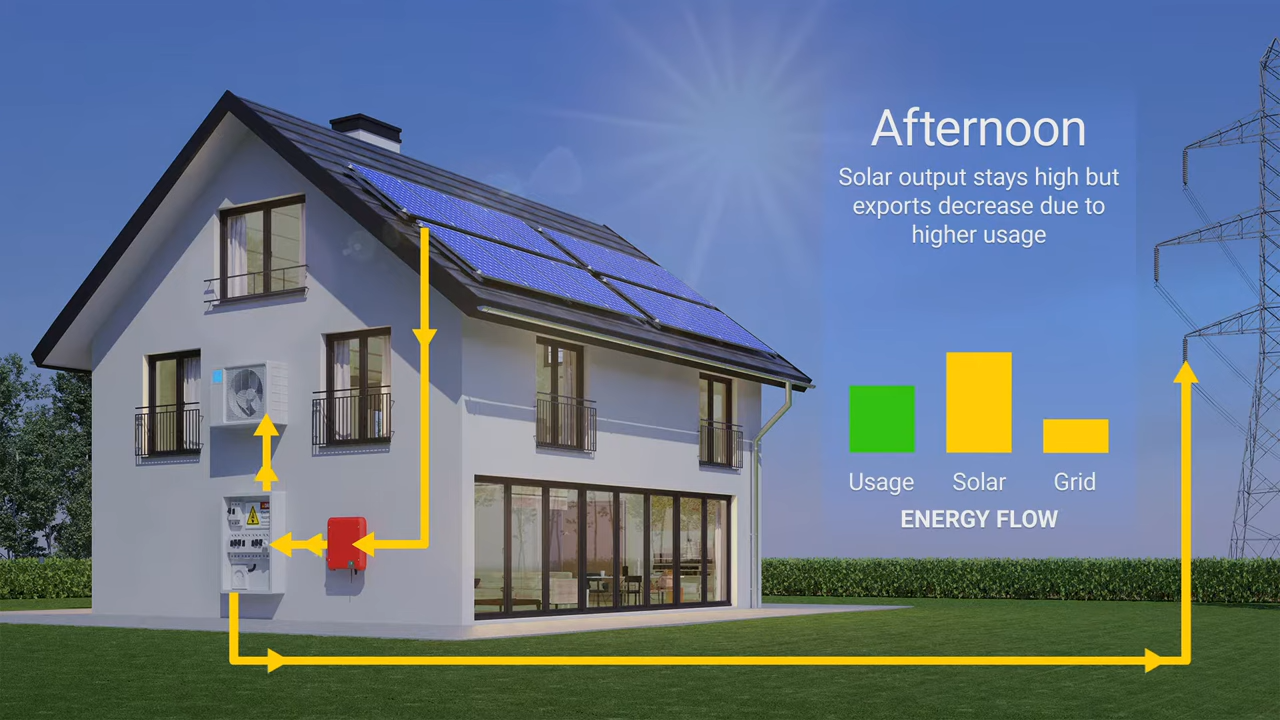 Afternoon
Solar output stays high but
exports decrease due to
higher usage
Usage
Solar
Grid
ENERGY FLOW